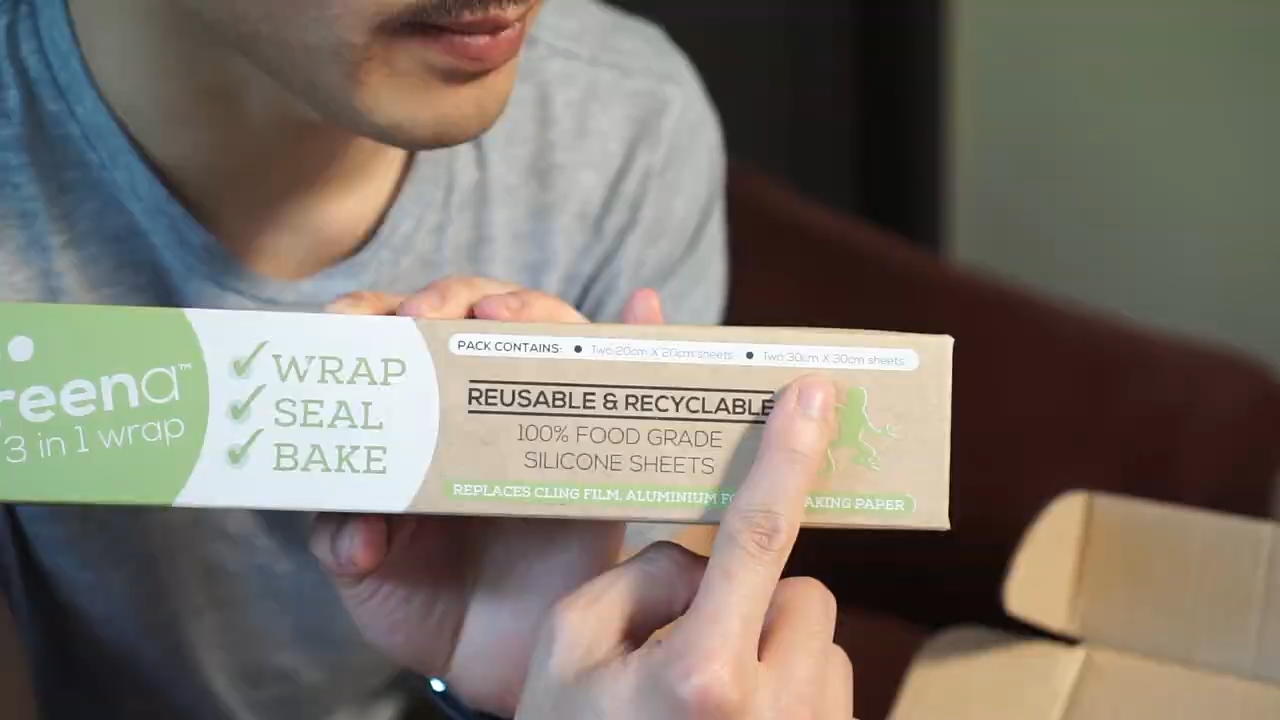 reena™
3 in 1 wrap
WRAP
SEAL
BAKE
PACK CONTAINS: • Two 20cm X 20cm sheets • Two 30cm X 30cm sheets
REUSABLE & RECYCLABLE
100% FOOD GRADE
SILICONE SHEETS
REPLACES CLING FILM, ALUMINIUM FO AKING PAPER